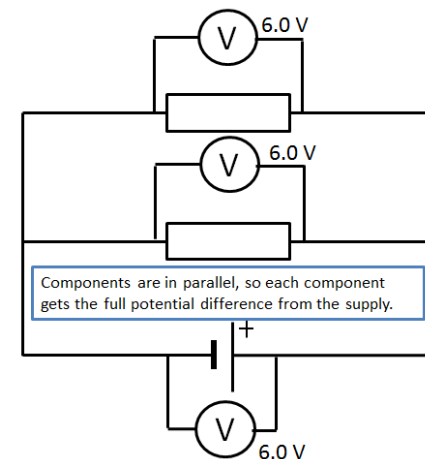 6.0 V
V
6.0 V
V
Components are in parallel, so each component
gets the full potential difference from the supply.
+
V
6.0 V